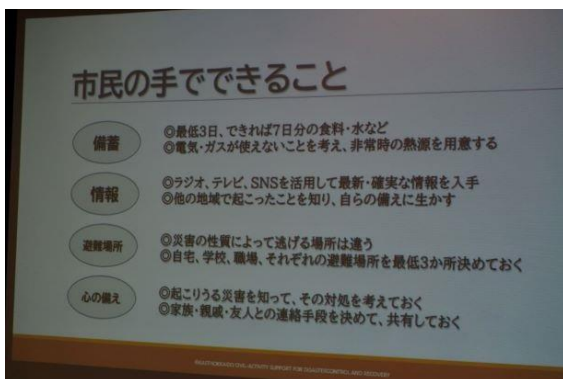 市民の手でできること
備蓄
◎最低3日、できれば7日分の食料・水など
◎電気・ガスが使えないことを考え、非常時の熱源を用意する
情報
◎ラジオ、テレビ、SNSを活用して最新・確実な情報を入手
◎他の地域で起こったことを知り、自らの備えに生かす
避難場所
◎災害の性質によって逃げる場所は違う
◎自宅、学校、職場、それぞれの避難場所を最低3か所決めておく
心の備え
◎起こりうる災害を知って、その対処を考えておく
◎家族・親戚・友人との連絡手段を決めて、共有しておく
CIVIL ACTIVITY SUPPORT FOR DISASTER CONTROL AND DISCOVERY